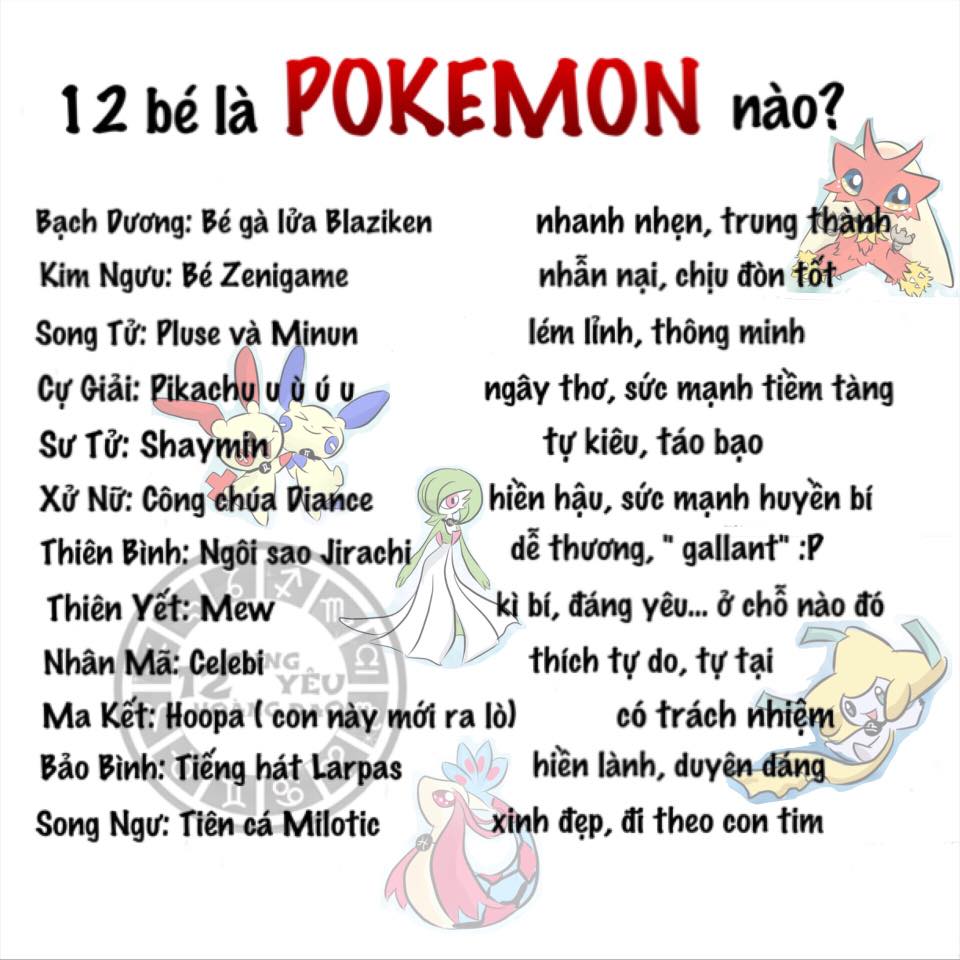 12 bé là POKEMON nào?
Bạch Dương: Bé gà lửa Blaziken nhanh nhẹn, trung thành
Kim Ngưu: Bé Zenigame nhẫn nại, chịu đòn tốt
Song Tử: Pluse và Minun lém lỉnh, thông minh
Cự Giải: Pikachu u ù ú u ngây thơ, sức mạnh tiềm tàng
Sư Tử: Shaymin tự kiêu, táo bạo
Xử Nữ: Công chúa Diance hiền hậu, sức mạnh huyền bí
Thiên Bình: Ngôi sao Jirachi dễ thương, " gallant" :P
Thiên Yết: Mew kì bí, đáng yêu... ở chỗ nào đó
Nhân Mã: Celebi thích tự do, tự tại
Ma Kết: Hoopa ( con này mới ra lò) có trách nhiệm
Bảo Bình: Tiếng hát Larpas hiền lành, duyên dáng
Song Ngư: Tiên cá Milotic xinh đẹp, đi theo con tim
12 YÊU
HOÀNG ĐẠO